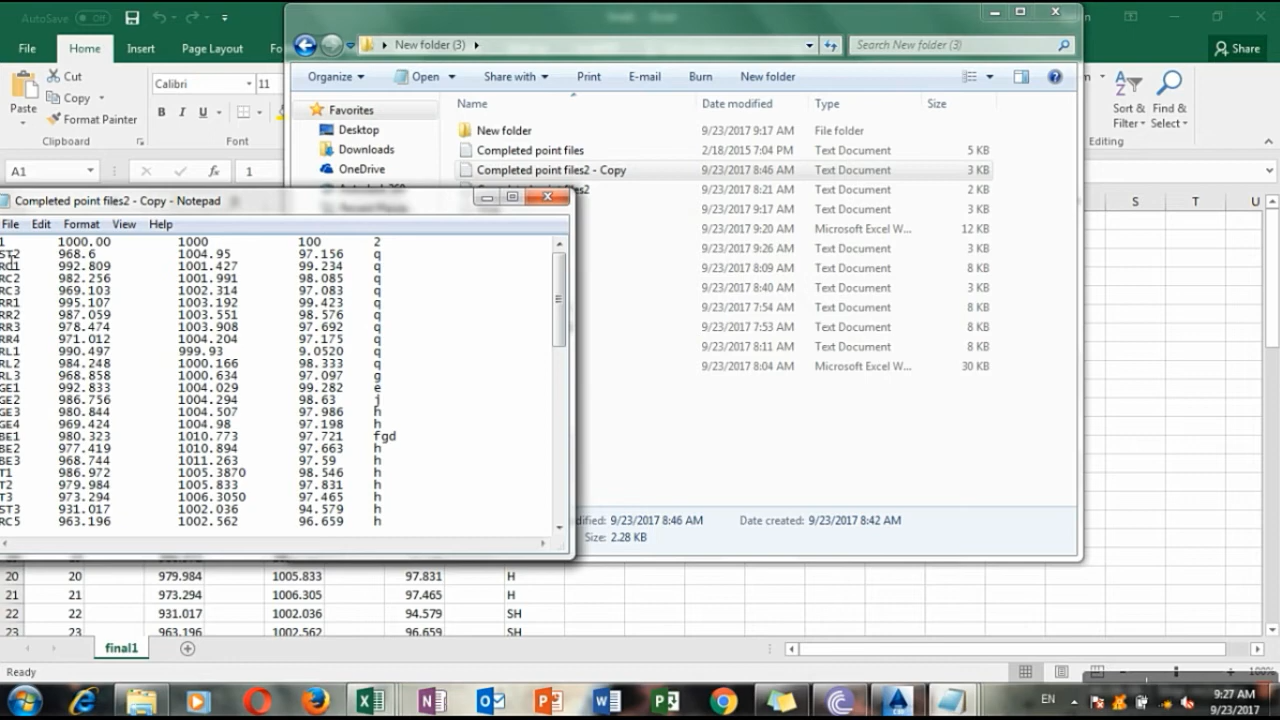 AutoSave Off
File Home Insert Page Layout Fo
Share
Cut
Copy
Format Painter
Paste
Clipboard
Calibri 11
B I U
Font
Sort & Filter
Find & Select
Editing
A1 fx 1
New folder (3)
Search New folder (3)
Organize Open Share with Print E-mail Burn New folder
Favorites
Desktop
Downloads
OneDrive
Name Date modified Type Size
New folder 9/23/2017 9:17 AM File folder
Completed point files 2/18/2015 7:04 PM Text Document 5 KB
Completed point files2 - Copy 9/23/2017 8:46 AM Text Document 3 KB
9/23/2017 8:21 AM Text Document 2 KB
9/23/2017 9:17 AM Text Document 3 KB
9/23/2017 9:20 AM Microsoft Excel W... 12 KB
9/23/2017 9:26 AM Text Document 3 KB
9/23/2017 8:09 AM Text Document 8 KB
9/23/2017 8:40 AM Text Document 3 KB
9/23/2017 7:54 AM Text Document 8 KB
9/23/2017 7:53 AM Text Document 8 KB
9/23/2017 8:11 AM Text Document 8 KB
9/23/2017 8:04 AM Microsoft Excel W... 30 KB
dified: 9/23/2017 8:46 AM Date created: 9/23/2017 8:42 AM
Size: 2.28 KB
Completed point files2 - Copy - Notepad
File Edit Format View Help
1 1000.00 1000 100 2
ST2 968.6 1004.95 97.156 q
RC1 992.809 1001.427 99.234 q
RC2 982.256 1001.991 98.085 q
RC3 969.103 1002.314 97.083 q
RR1 995.107 1003.192 99.423 q
RR2 987.059 1003.551 98.576 q
RR3 978.474 1003.908 97.692 q
RR4 971.012 1004.204 97.175 q
RL1 990.497 999.93 9.0520 q
RL2 984.248 1000.166 98.333 q
RL3 968.858 1000.634 97.097 g
GE1 992.833 1004.029 99.282 e
GE2 986.756 1004.294 98.63 j
GE3 980.844 1004.507 97.986 h
GE4 969.424 1004.98 97.198 h
BE1 980.323 1010.773 97.721 fgd
BE2 977.419 1010.894 97.663 h
BE3 968.744 1011.263 97.59 h
T1 986.972 1005.3870 98.546 h
T2 979.984 1005.833 97.831 h
T3 973.294 1006.3050 97.465 h
ST3 931.017 1002.036 94.579 h
RC5 963.196 1002.562 96.659 h
S T U
20 20 979.984 1005.833 97.831 H
21 21 973.294 1006.305 97.465 H
22 22 931.017 1002.036 94.579 SH
23 23 963.196 1002.562 96.659 SH
final1
Ready
100%
EN
9:27 AM
9/23/2017